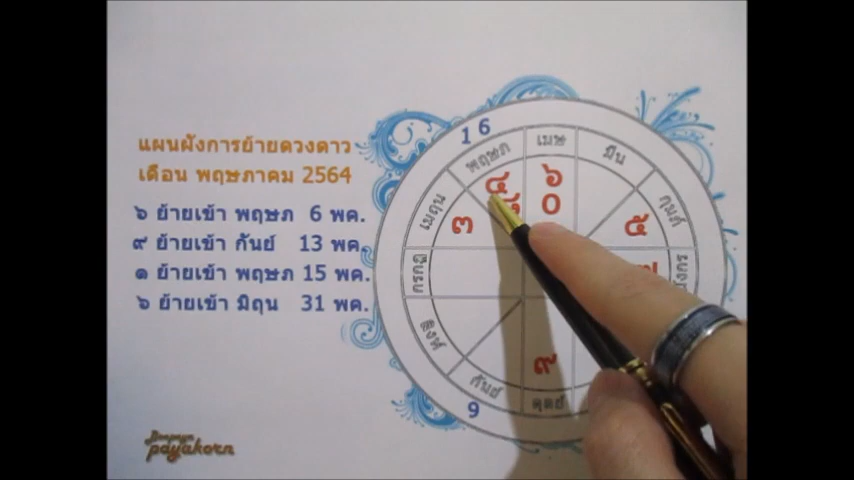 แผนผังการย้ายดวงดาว
เดือน พฤษภาคม 2564
๖ ย้ายเข้า พฤษภ 6 พค.
๙ ย้ายเข้า กันย์ 13 พค.
๑ ย้ายเข้า พฤษภ 15 พค.
๖ ย้ายเข้า มิถุน 31 พค.
1 6
พฤษภ
เมษ
มีน
กุมภ์
เมถุน
กรกฎ
สิงห์
กันย์
ตุลย์
๔
๖
๐
๓
๕
๙
9
payakorn